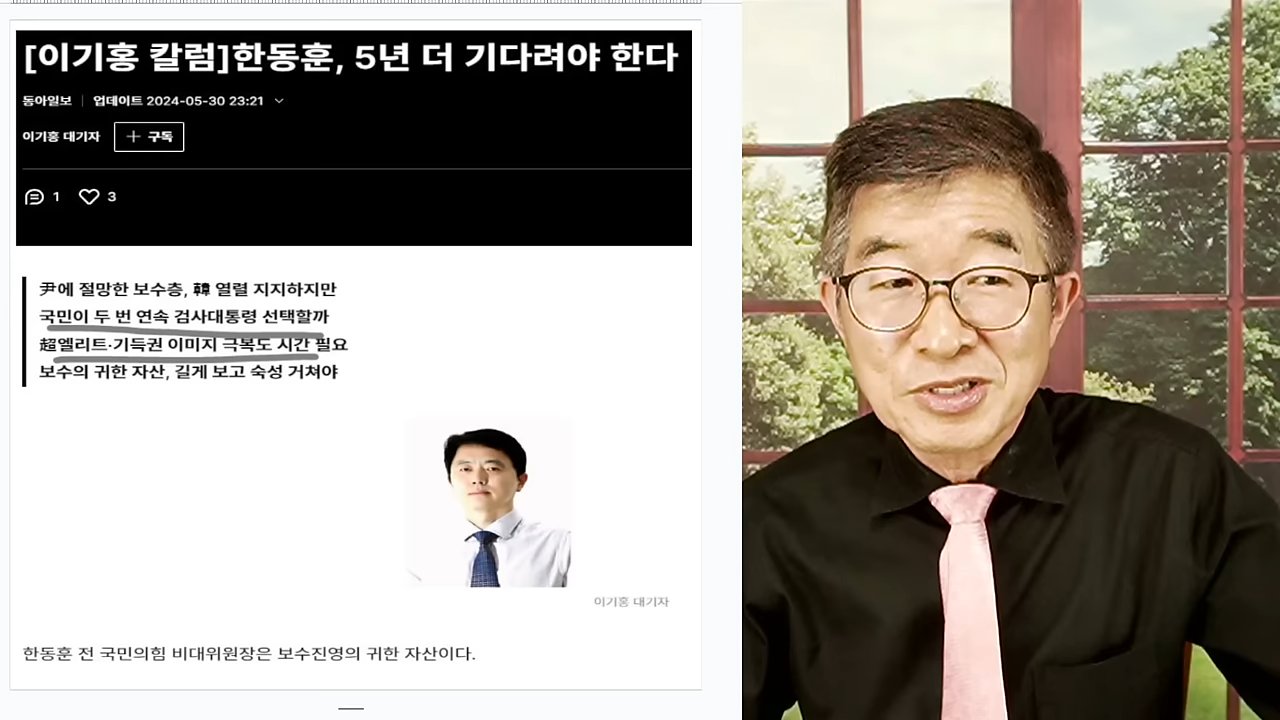 [이기홍 칼럼]한동훈, 5년 더 기다려야 한다
동아일보 | 업데이트 2024-05-30 23:21
이기홍 대기자 + 구독
1 3
尹에 절망한 보수층, 韓 열렬 지지하지만
국민이 두 번 연속 검사대통령 선택할까
超엘리트·기득권 이미지 극복도 시간 필요
보수의 귀한 자산, 길게 보고 숙성 거쳐야
이기홍 대기자
한동훈 전 국민의힘 비대위원장은 보수진영의 귀한 자산이다.